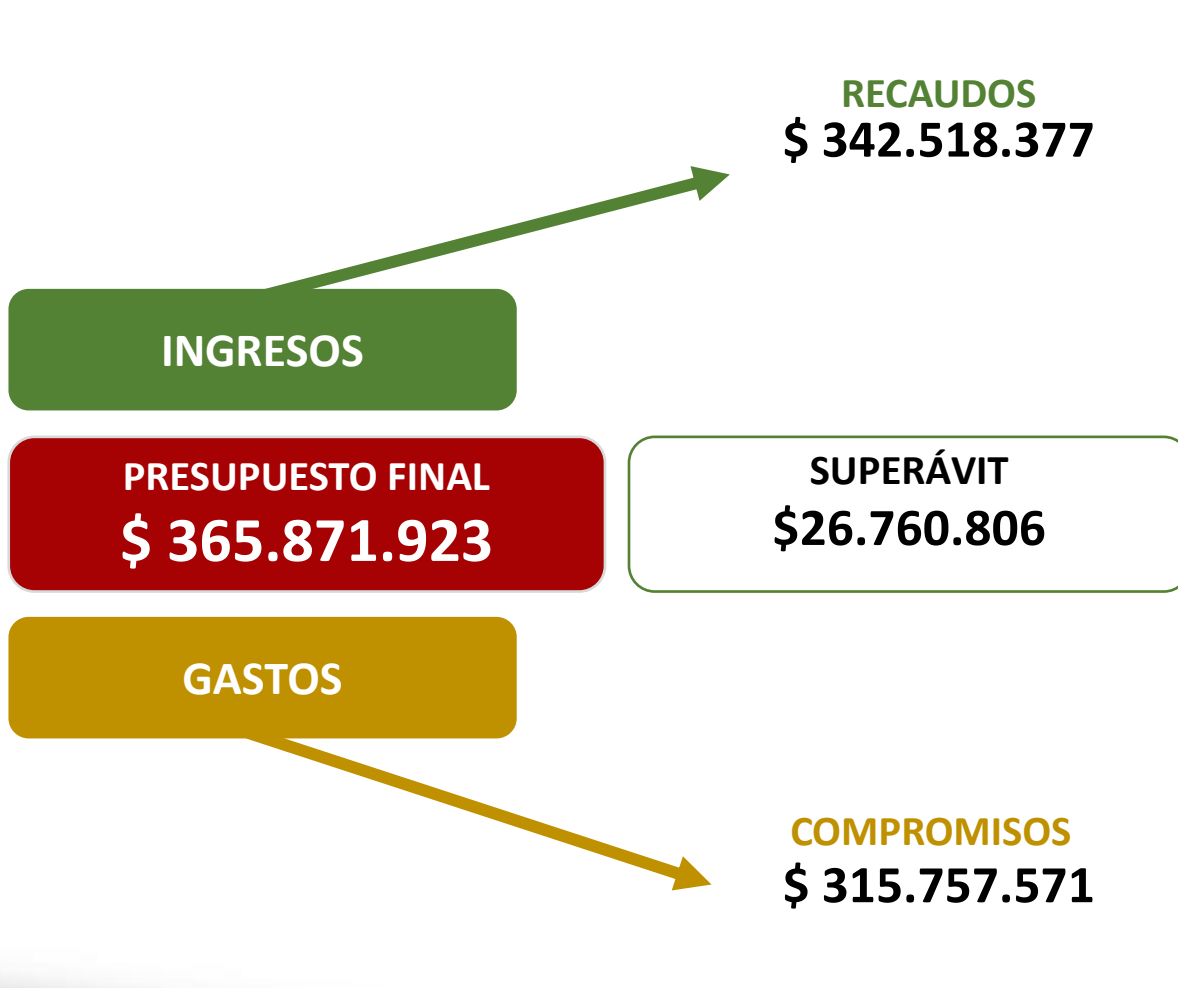 RECAUDOS
$ 342.518.377
INGRESOS
PRESUPUESTO FINAL
$ 365.871.923
SUPERÁVIT
$26.760.806
GASTOS
COMPROMISOS
$ 315.757.571